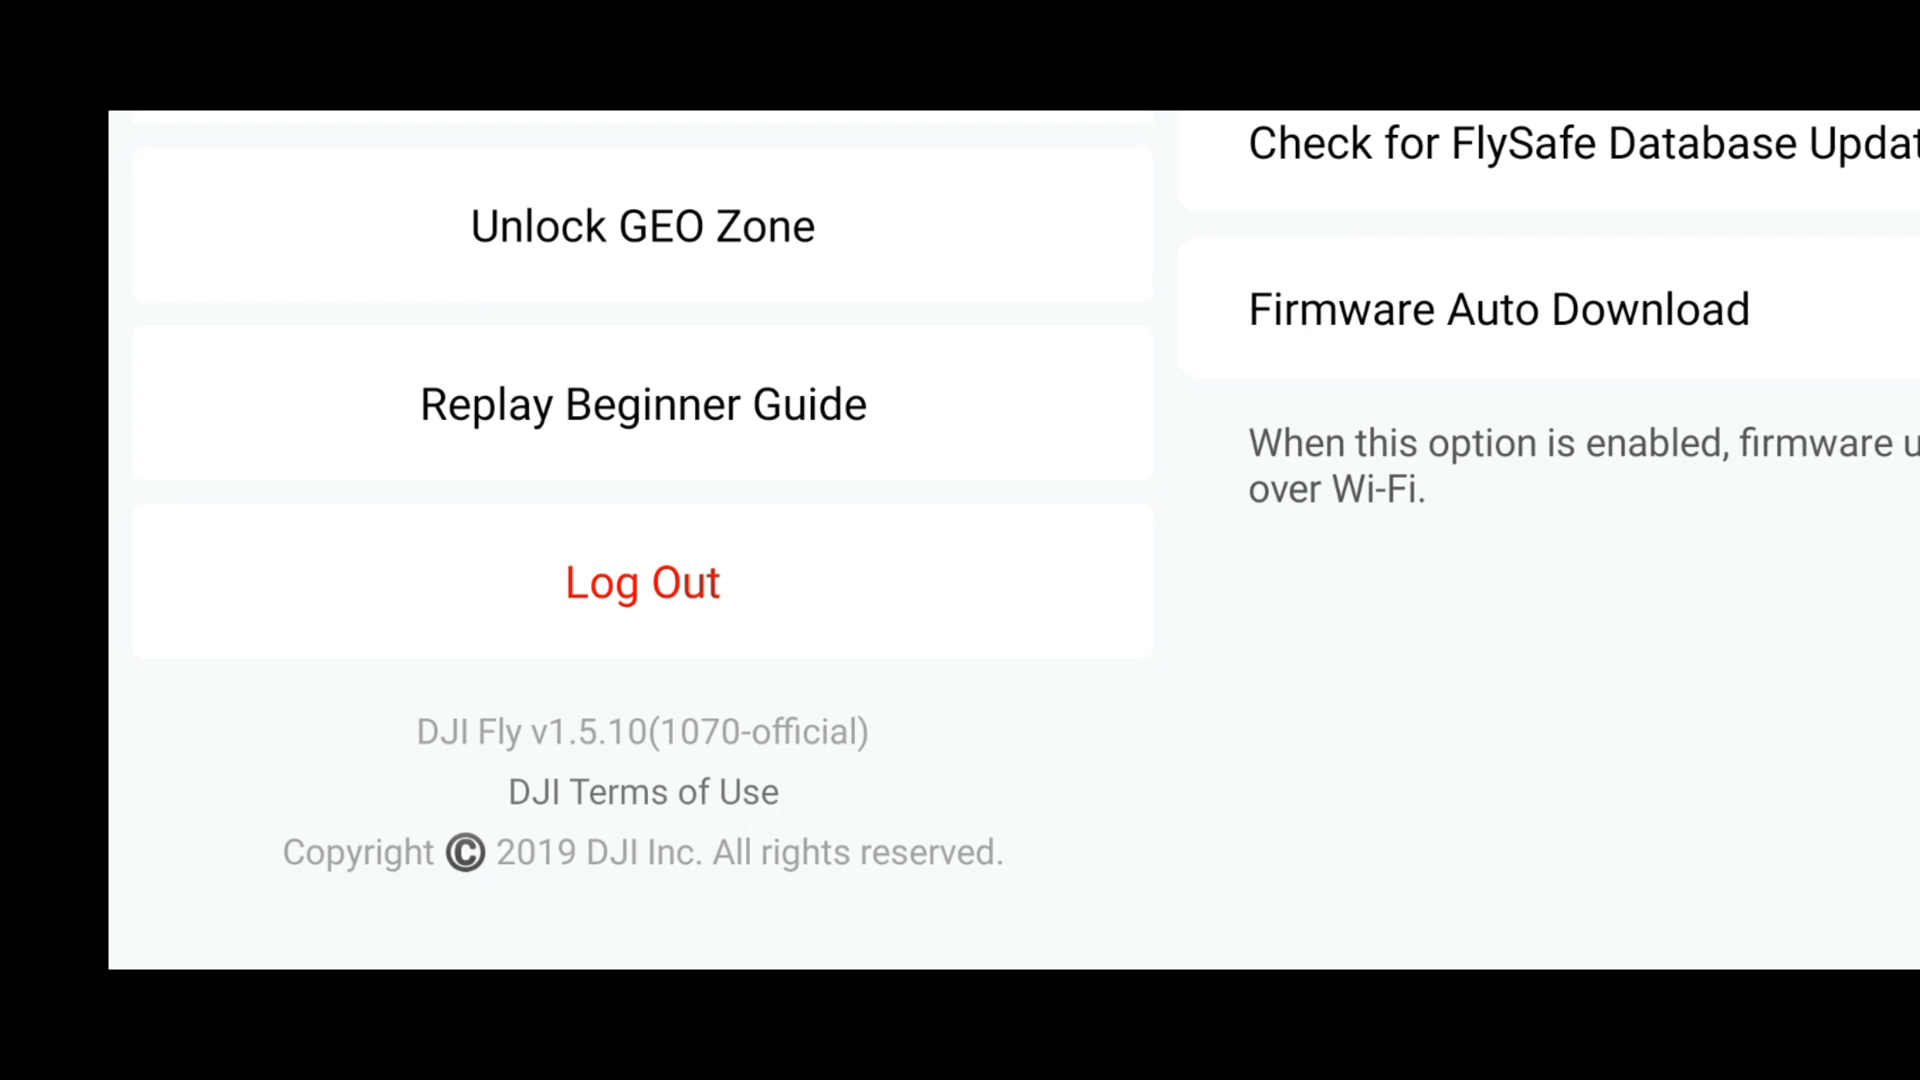 Unlock GEO Zone
Replay Beginner Guide
Log Out
DJI Fly v1.5.10(1070-official)
DJI Terms of Use
Copyright © 2019 DJI Inc. All rights reserved.
Check for FlySafe Database
Firmware Auto Download
When this option is enabled, firmware
over Wi-Fi.